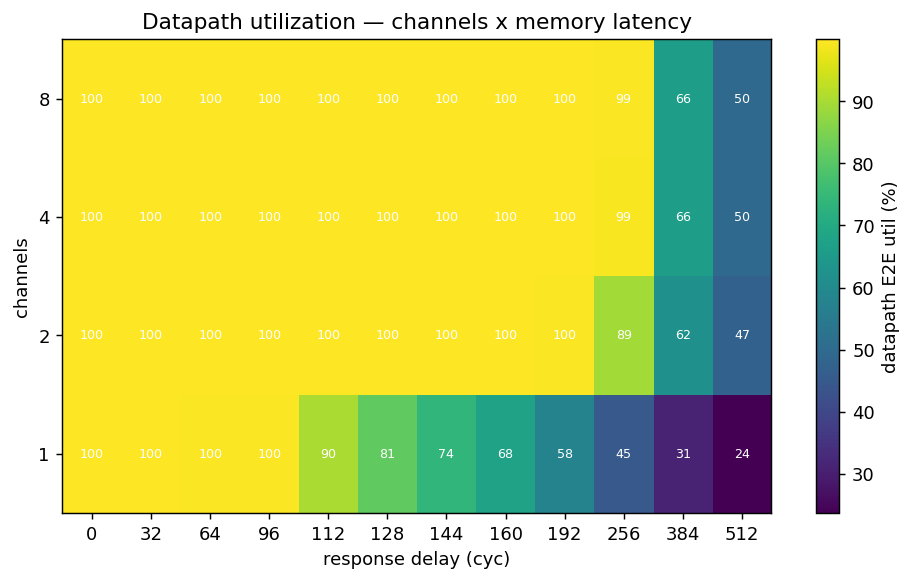 Datapath utilization — channels x memory latency
8 100 100 100 100 100 100 100 100 100 99 66 50
4 100 100 100 100 100 100 100 100 100 99 66 50
2 100 100 100 100 100 100 100 100 100 89 62 47
1 100 100 100 100 90 81 74 68 58 45 31 24
0 32 64 96 112 128 144 160 192 256 384 512
response delay (cyc)
channels
90
80
70
60
50
40
30
datapath E2E util (%)